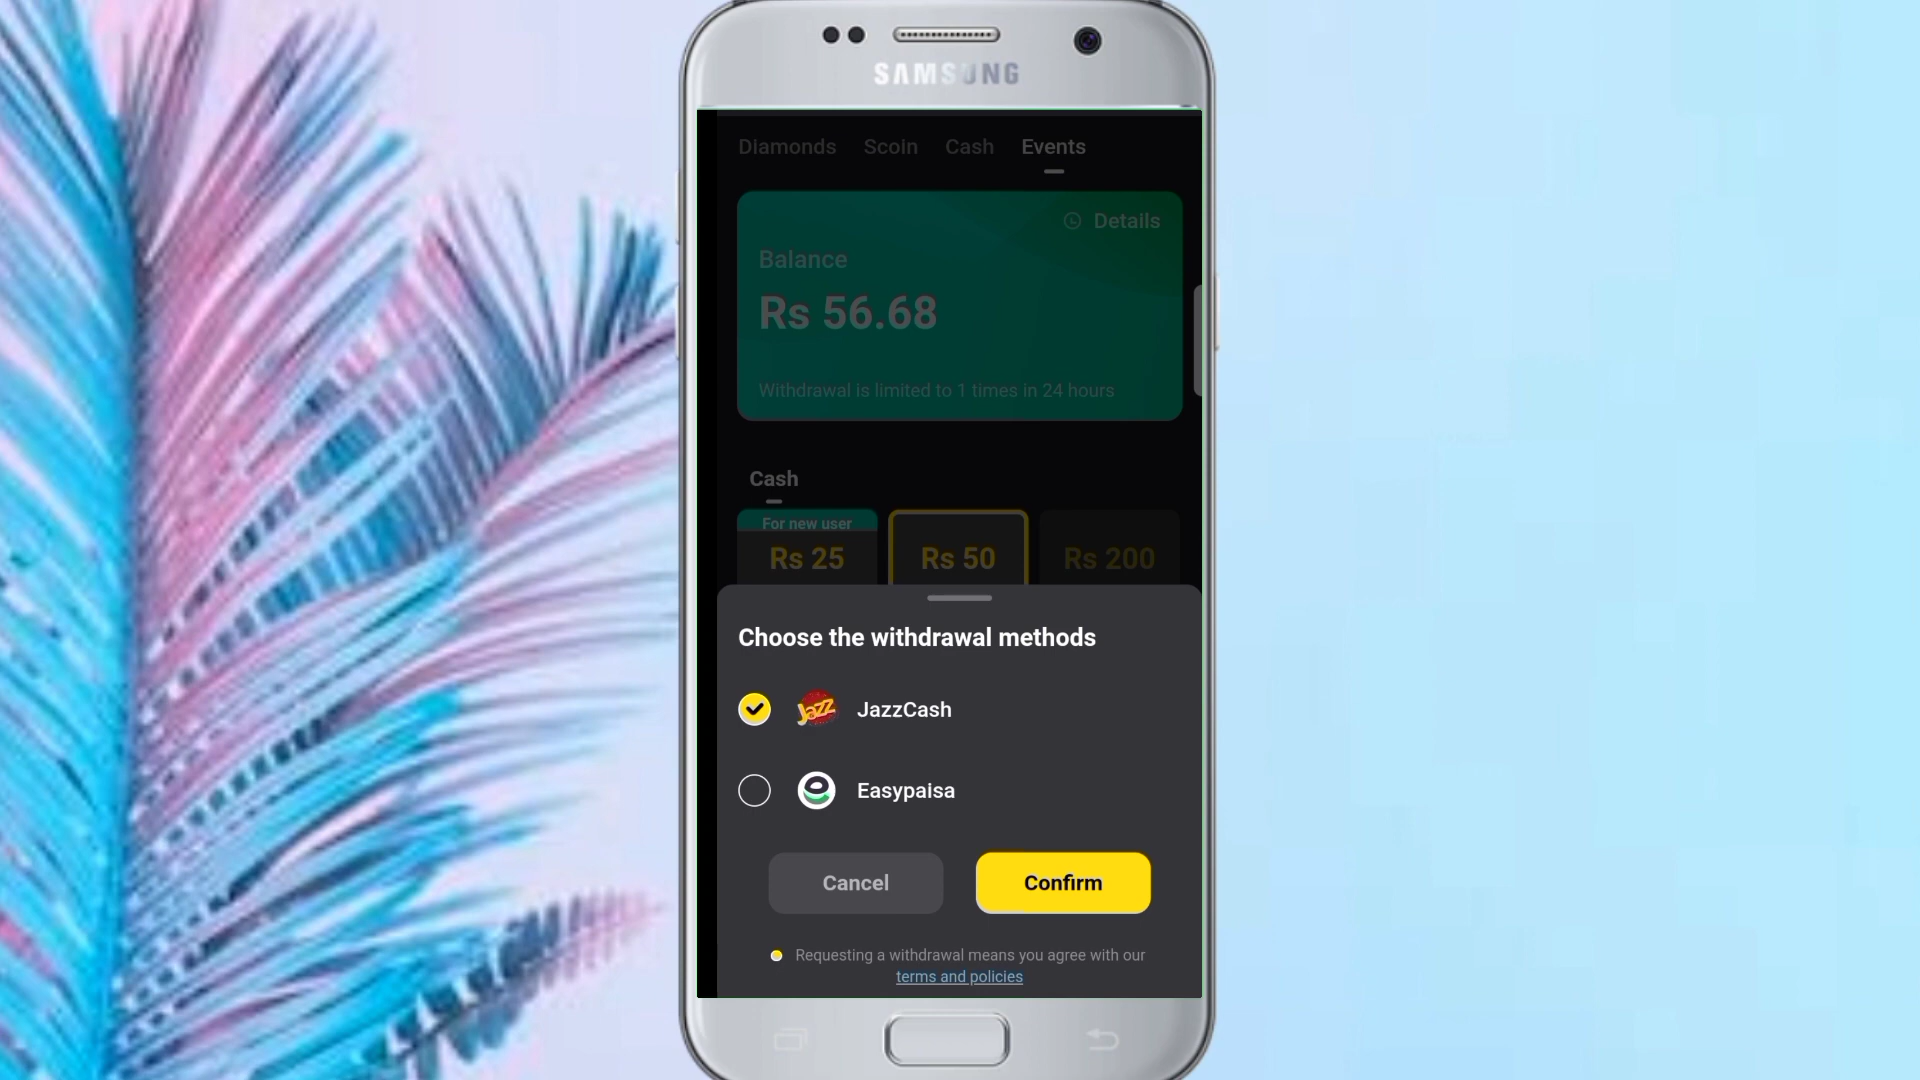 SAMSUNG
Diamonds Scoin Cash Events
Details
Balance
Rs 56.68
Withdrawal is limited to 1 times in 24 hours
Cash
For new user
Rs 25 Rs 50 Rs 200
Choose the withdrawal methods
Jazz JazzCash
e Easypaisa
Cancel Confirm
Requesting a withdrawal means you agree with our
terms and policies